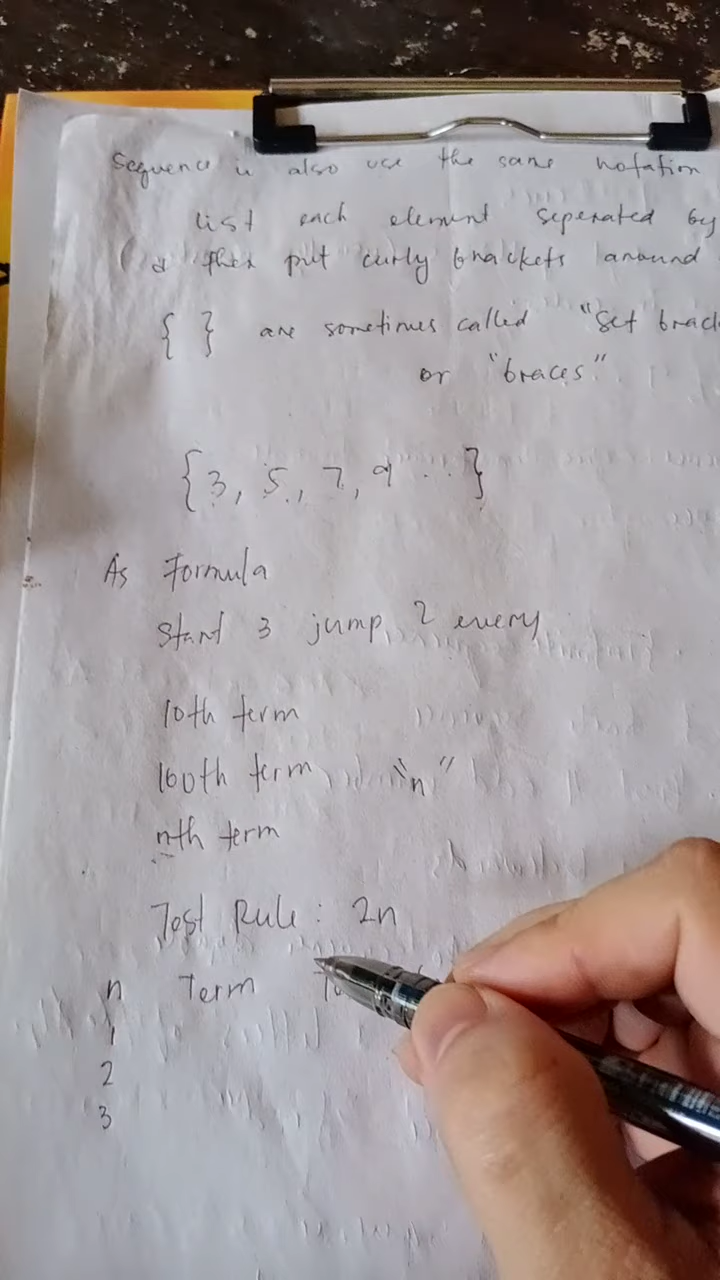 Sequence is also use the same notation
list each element seperated by
& then put curly brackets around
{ } are sometimes called "Set brack
or "braces".
{3, 5, 7, 9 ...}
As Formula
Start 3 jump 2 every
10th term
100th term "n"
nth term
Test Rule: 2n
n Term
1
2
3